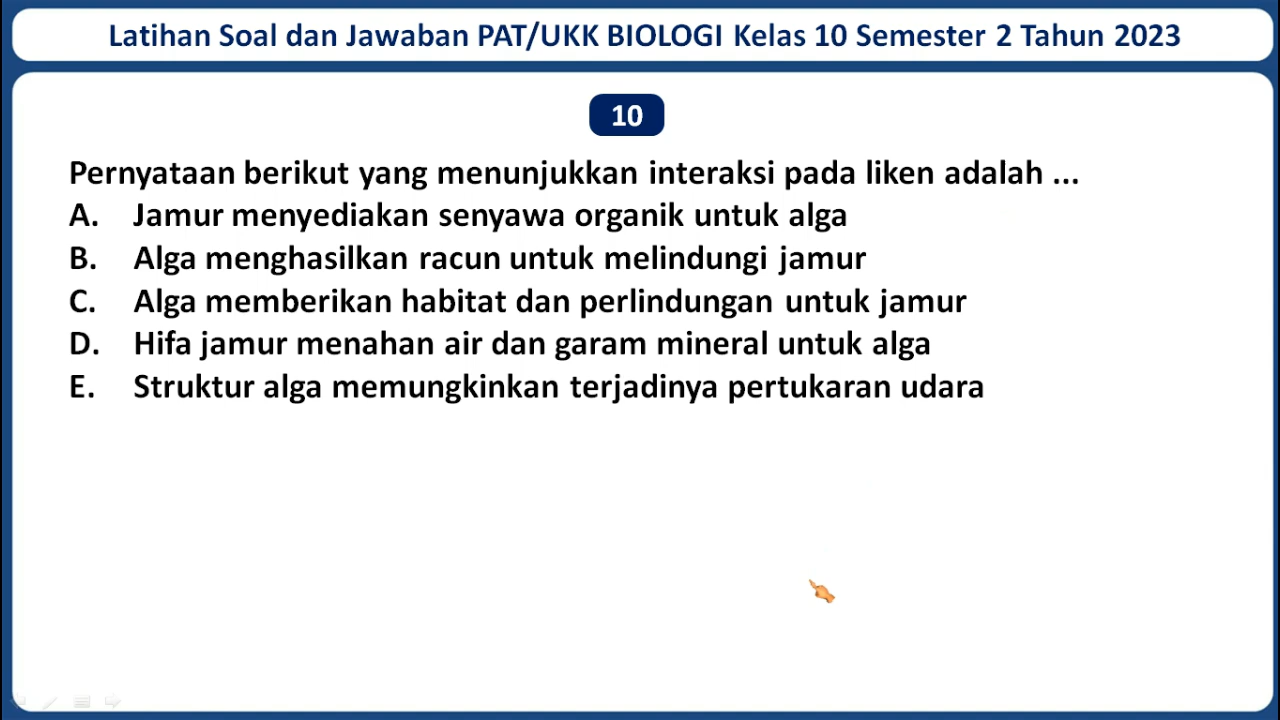 Latihan Soal dan Jawaban PAT/UKK BIOLOGI Kelas 10 Semester 2 Tahun 2023
10
Pernyataan berikut yang menunjukkan interaksi pada liken adalah ...
A. Jamur menyediakan senyawa organik untuk alga
B. Alga menghasilkan racun untuk melindungi jamur
C. Alga memberikan habitat dan perlindungan untuk jamur
D. Hifa jamur menahan air dan garam mineral untuk alga
E. Struktur alga memungkinkan terjadinya pertukaran udara